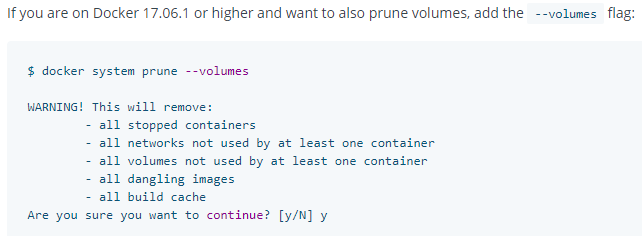 If you are on Docker 17.06.1 or higher and want to also prune volumes, add the --volumes flag:
$ docker system prune --volumes
WARNING! This will remove:
- all stopped containers
- all networks not used by at least one container
- all volumes not used by at least one container
- all dangling images
- all build cache
Are you sure you want to continue? [y/N] y